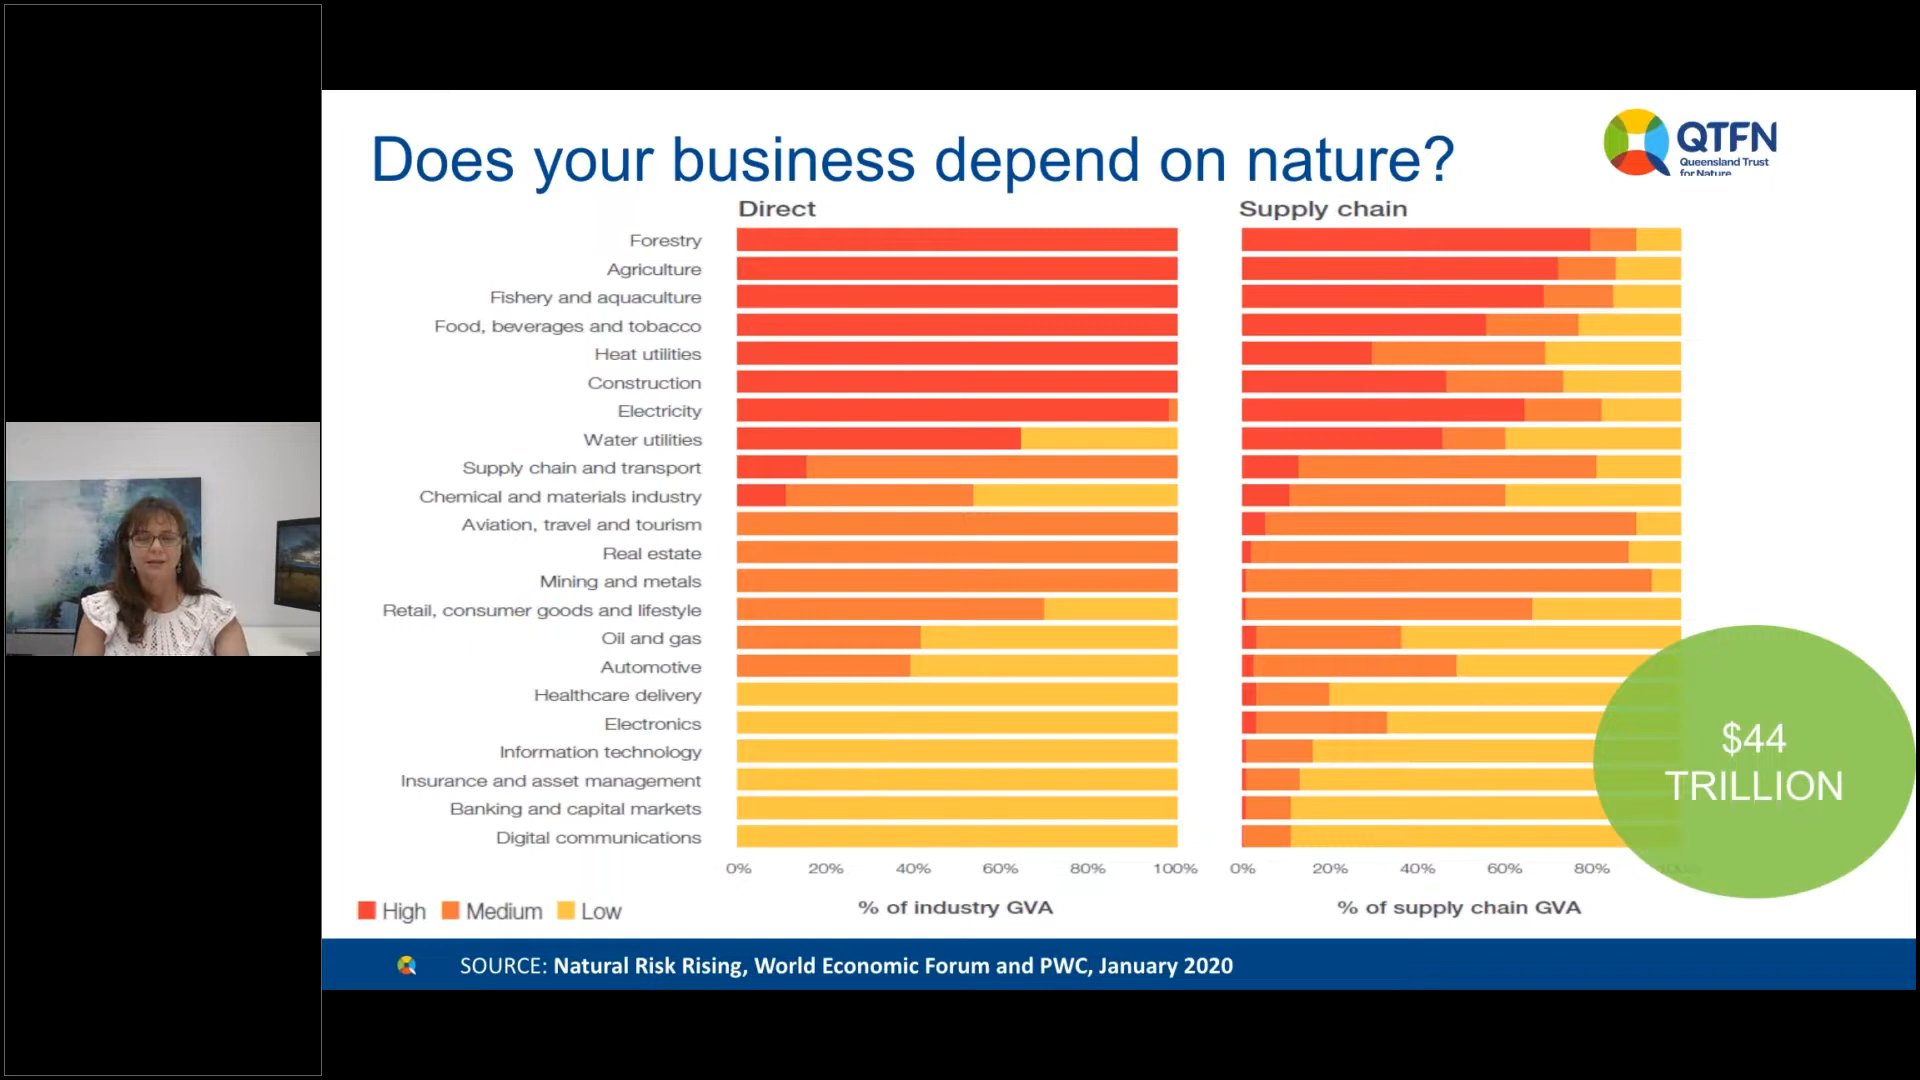 Does your business depend on nature?
QTFN
Queensland Trust
for Nature
Direct
Supply chain
Forestry
Agriculture
Fishery and aquaculture
Food, beverages and tobacco
Heat utilities
Construction
Electricity
Water utilities
Supply chain and transport
Chemical and materials industry
Aviation, travel and tourism
Real estate
Mining and metals
Retail, consumer goods and lifestyle
Oil and gas
Automotive
Healthcare delivery
Electronics
Information technology
Insurance and asset management
Banking and capital markets
Digital communications
$44
TRILLION
0% 20% 40% 60% 80% 100%
0% 20% 40% 60% 80% 100%
High Medium Low
% of industry GVA
% of supply chain GVA
SOURCE: Natural Risk Rising, World Economic Forum and PWC, January 2020